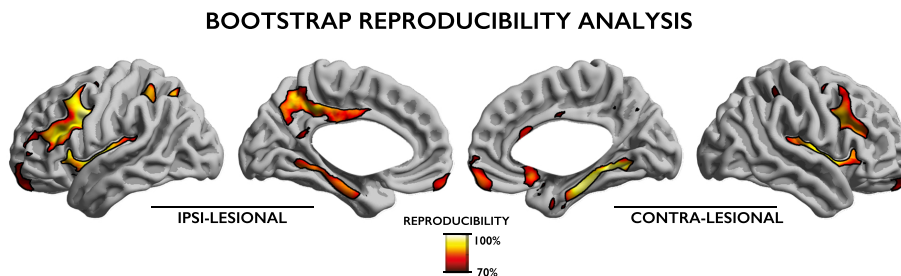 BOOTSTRAP REPRODUCIBILITY ANALYSIS
IPSI-LESIONAL
REPRODUCIBILITY
CONTRA-LESIONAL
100%
70%